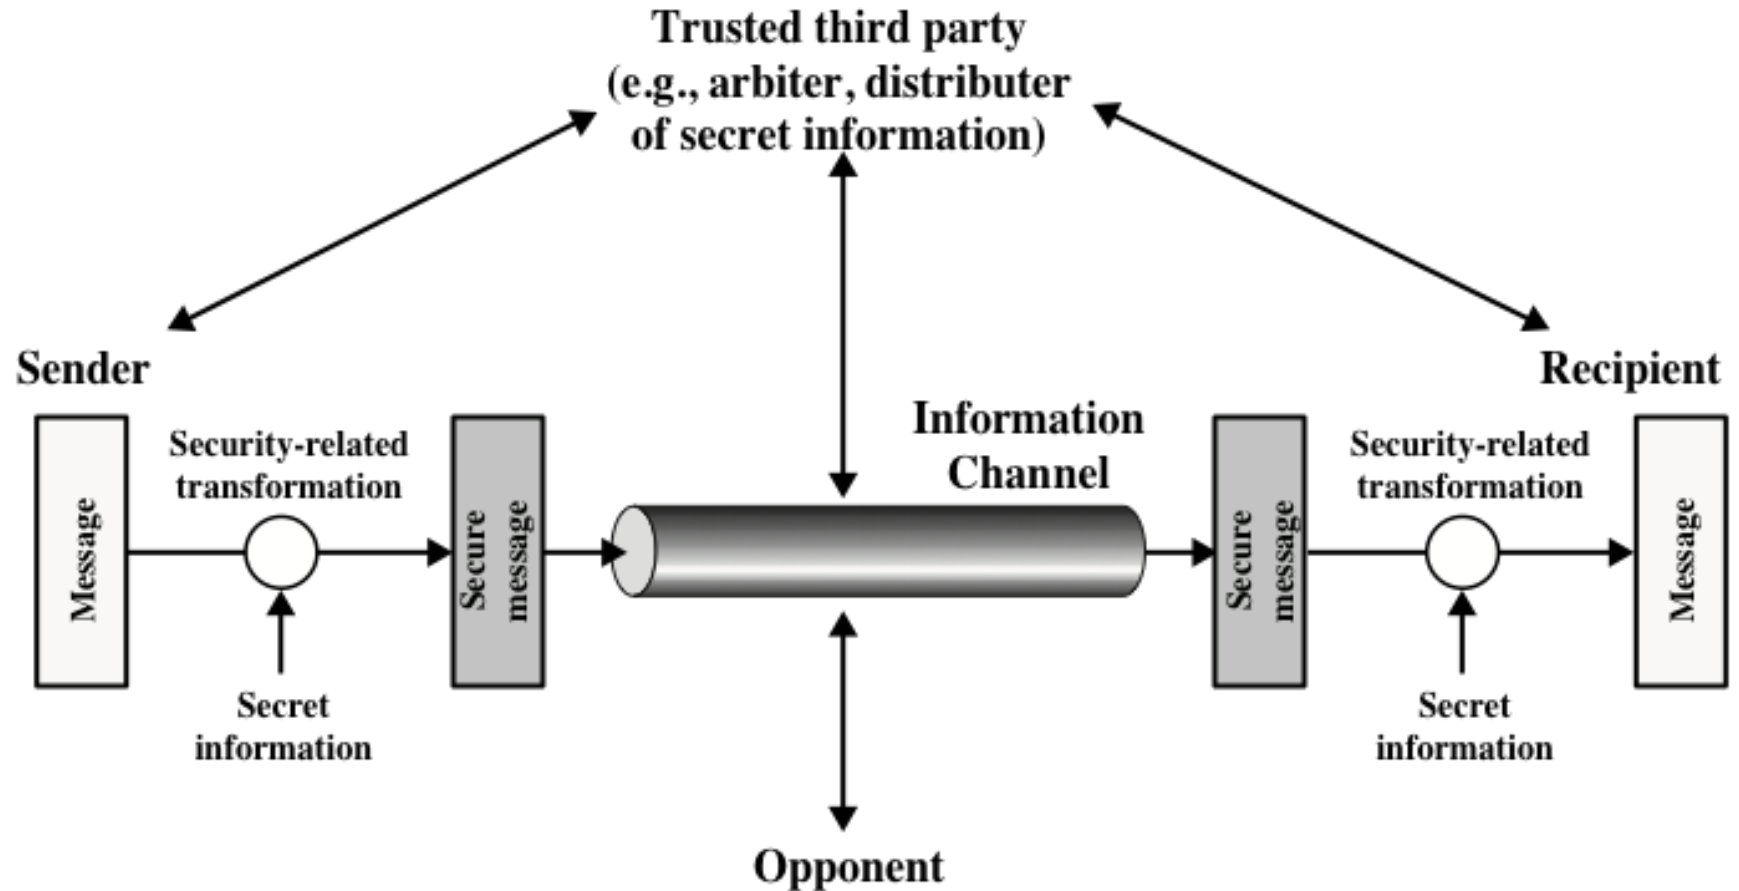 Trusted third party
(e.g., arbiter, distributer
of secret information)
Sender
Recipient
Information
Channel
Security-related
transformation
Security-related
transformation
Message
Secure
message
Secure
message
Message
Secret
information
Secret
information
Opponent